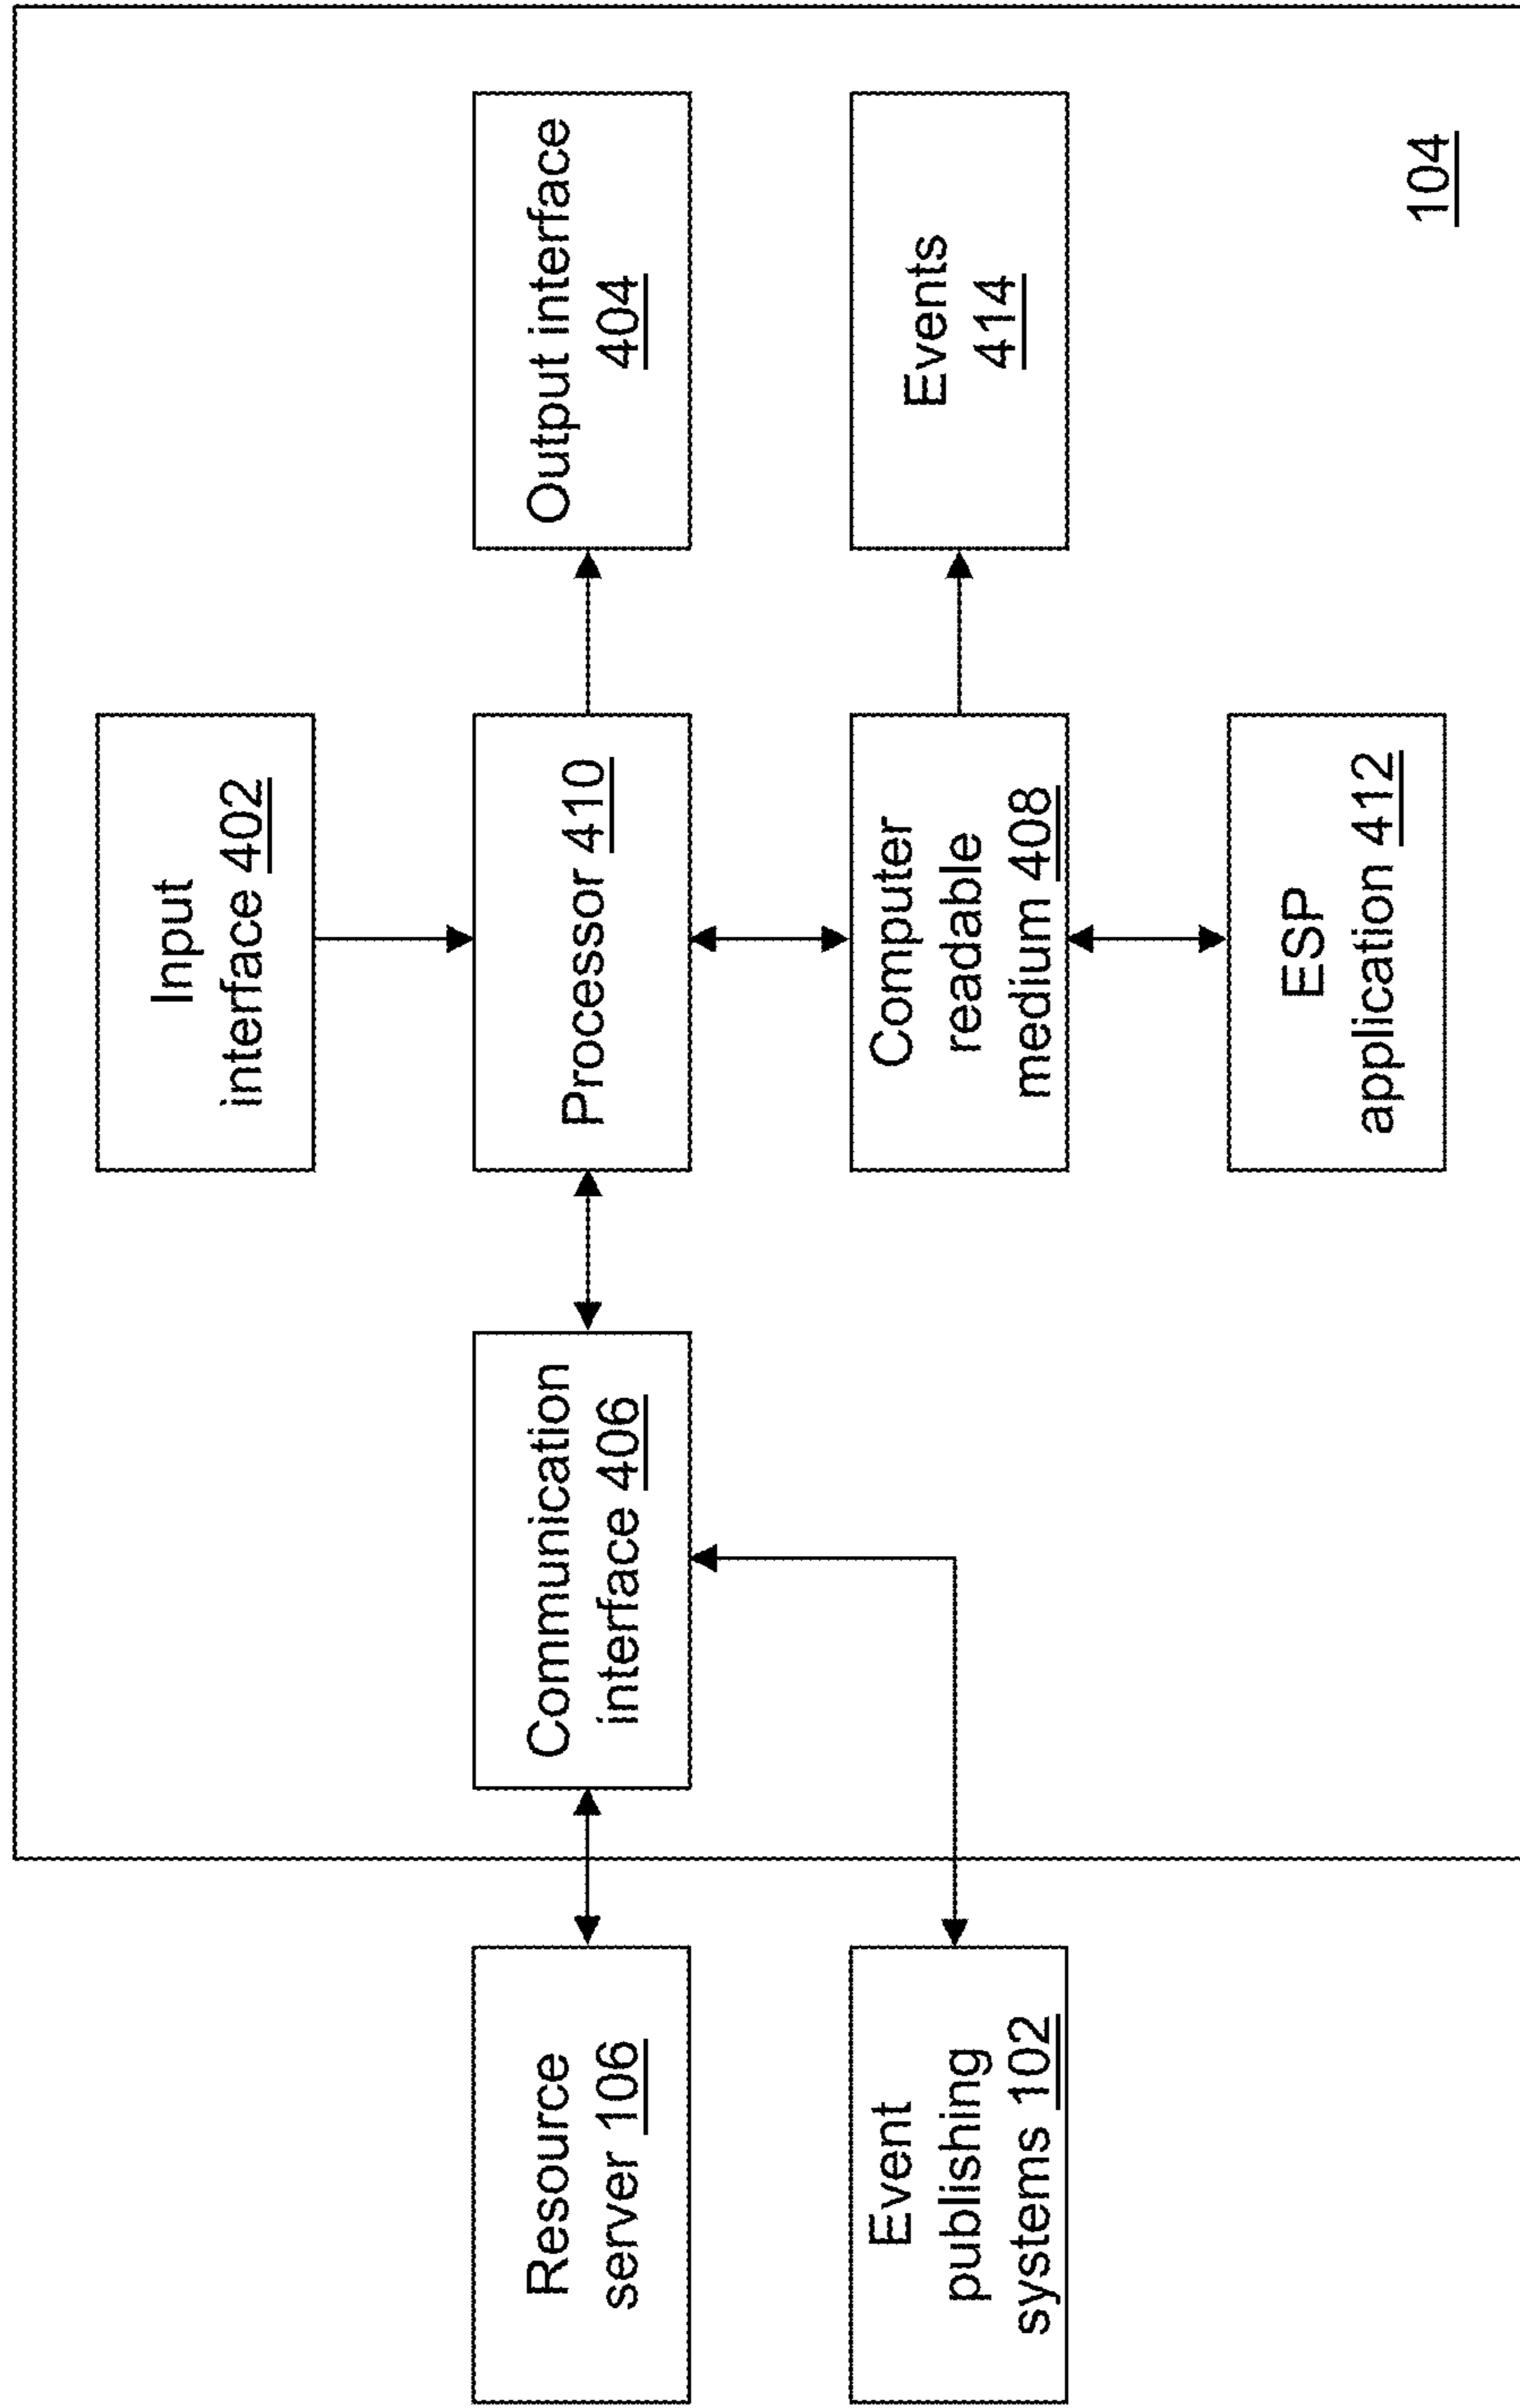 Input
interface 402
Resource
server 106
Communication
interface 406
Processor 410
Output interface
404
Event
publishing
systems 102
Computer
readable
medium 408
Events
414
ESP
application 412
104